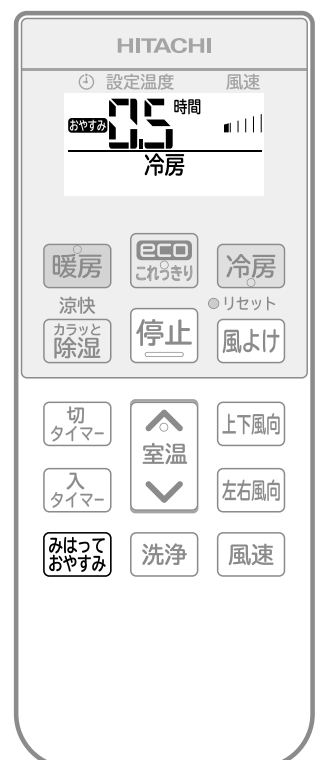 HITACHI
設定温度 風速
おやすみ 0.5 時間
冷房
暖房 eco これっきり 冷房
涼快 リセット
カラッと 除湿 停止 風よけ
切タイマー 室温 上下風向
入タイマー 左右風向
みはっておやすみ 洗浄 風速